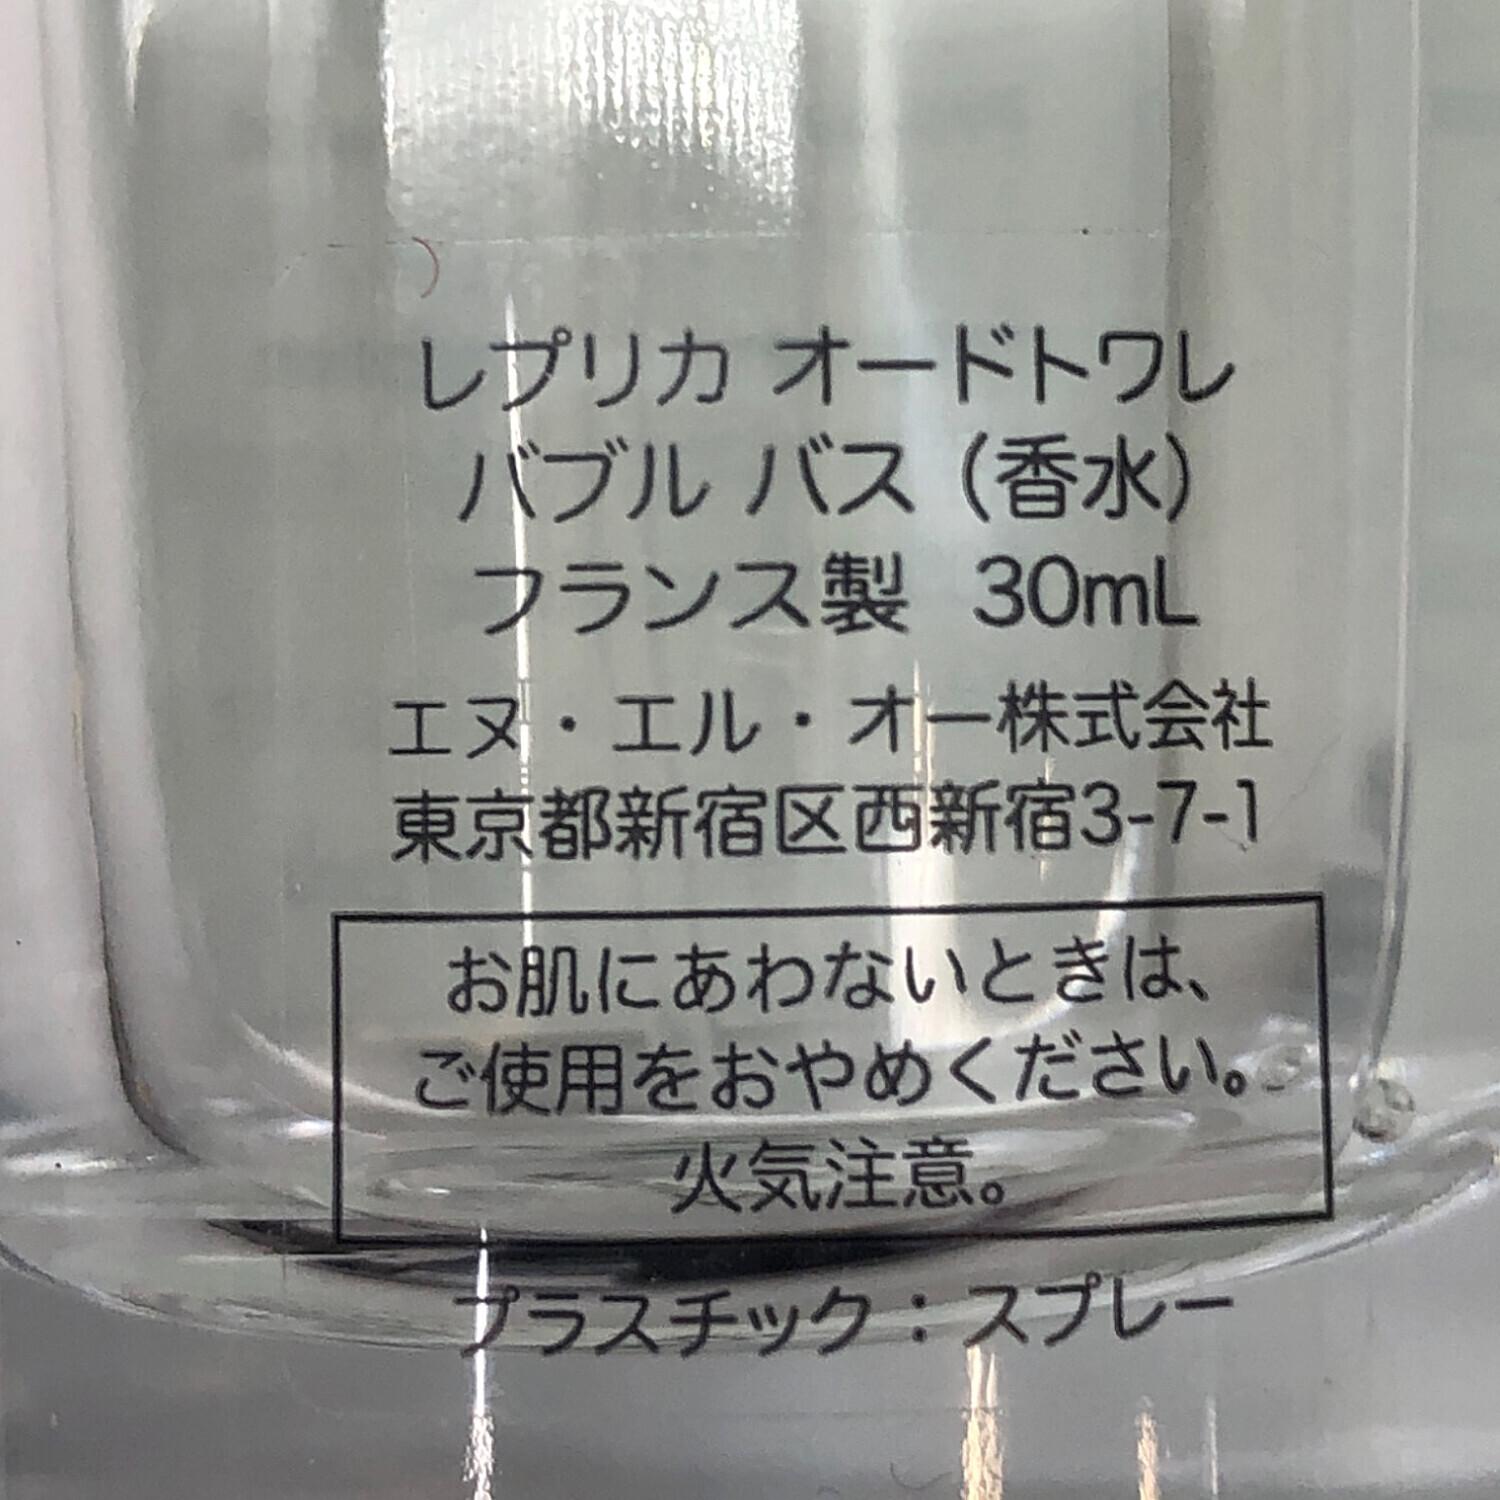 レプリカ オードトワレ
バブル バス（香水）
フランス製 30mL
エヌ・エル・オー株式会社
東京都新宿区西新宿3-7-1
お肌にあわないときは、
ご使用をおやめください。
火気注意。
プラスチック：スプレー